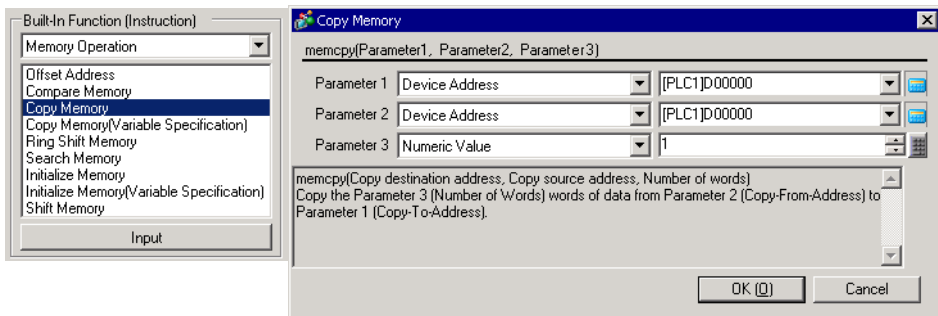 Built-In Function (Instruction)
Memory Operation
Offset Address
Compare Memory
Copy Memory
Copy Memory(Variable Specification)
Ring Shift Memory
Search Memory
Initialize Memory
Initialize Memory(Variable Specification)
Shift Memory
Input
Copy Memory
memcpy(Parameter1, Parameter2, Parameter3)
Parameter 1 Device Address [PLC1]D00000
Parameter 2 Device Address [PLC1]D00000
Parameter 3 Numeric Value 1
memcpy(Copy destination address, Copy source address, Number of words)
Copy the Parameter 3 (Number of Words) words of data from Parameter 2 (Copy-From-Address) to
Parameter 1 (Copy-To-Address).
OK (O) Cancel